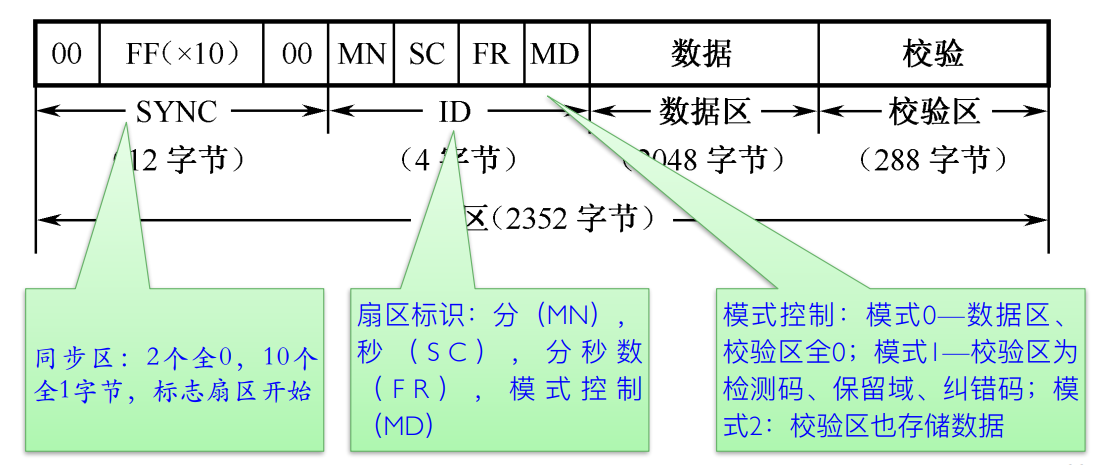 00 FF(×10) 00 MN SC FR MD 数据 校验
SYNC ID 数据区 校验区
12 字节) (4 字节) 2048 字节) (288 字节)
区(2352 字节)
同步区：2个全0，10个
全1字节，标志扇区开始
扇区标识：分（MN），
秒（SC），分秒数
（FR），模式控制
（MD）
模式控制：模式0—数据区、
校验区全0；模式1—校验区为
检测码、保留域、纠错码；模
式2：校验区也存储数据